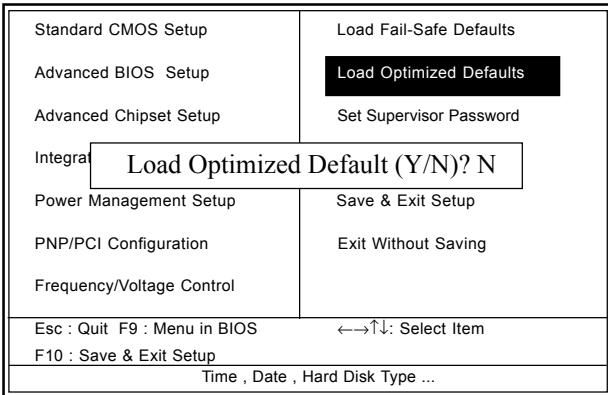 Standard CMOS Setup
Load Fail-Safe Defaults
Advanced BIOS Setup
Load Optimized Defaults
Advanced Chipset Setup
Set Supervisor Password
Integrat
Load Optimized Default (Y/N)? N
Power Management Setup
Save & Exit Setup
PNP/PCI Configuration
Exit Without Saving
Frequency/Voltage Control
Esc : Quit F9 : Menu in BIOS
←→↑↓: Select Item
F10 : Save & Exit Setup
Time , Date , Hard Disk Type ...